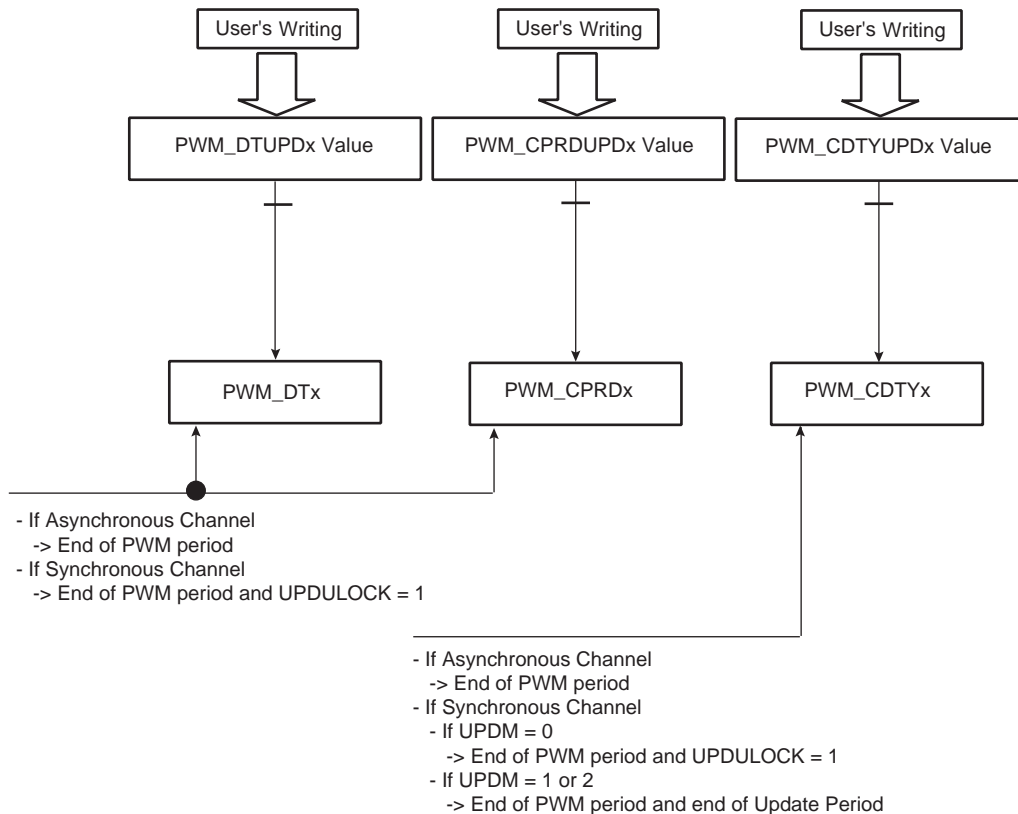 User's Writing
User's Writing
User's Writing
PWM_DTUPDx Value
PWM_CPRDUPDx Value
PWM_CDTYUPDx Value
PWM_DTx
PWM_CPRDx
PWM_CDTYx
- If Asynchronous Channel
-> End of PWM period
- If Synchronous Channel
-> End of PWM period and UPDULOCK = 1
- If Asynchronous Channel
-> End of PWM period
- If Synchronous Channel
- If UPDM = 0
-> End of PWM period and UPDULOCK = 1
- If UPDM = 1 or 2
-> End of PWM period and end of Update Period